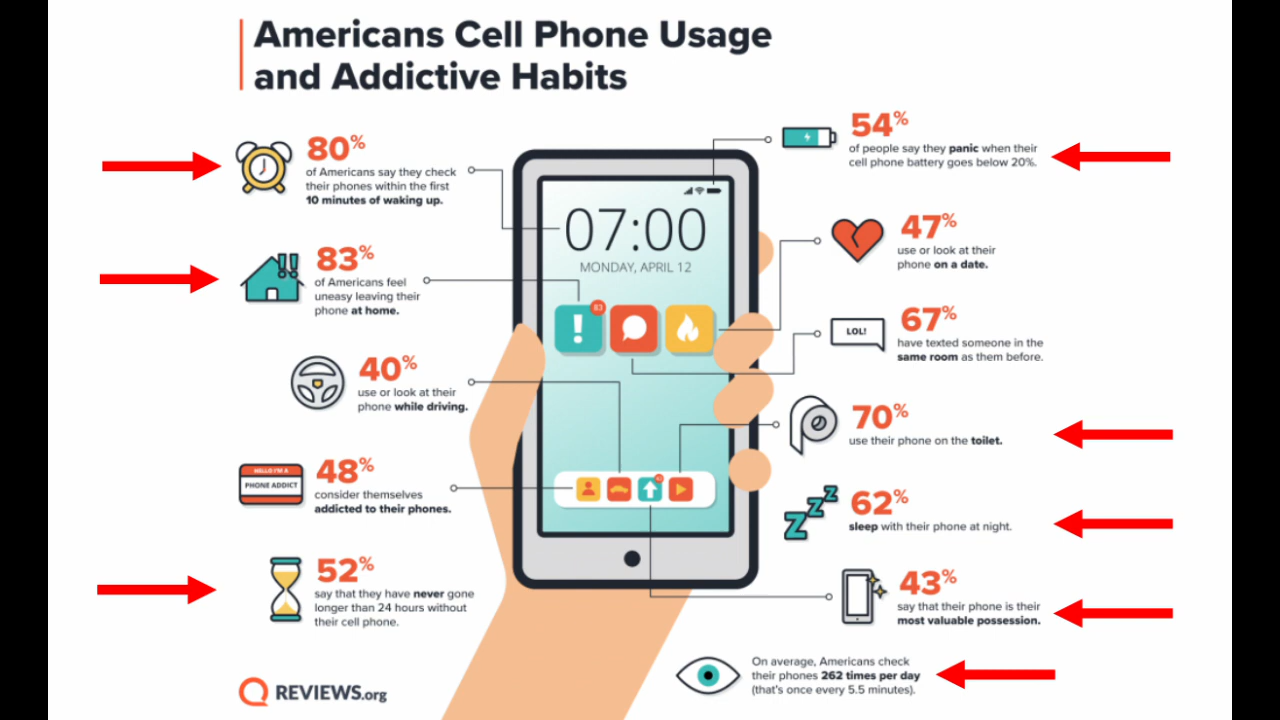 Americans Cell Phone Usage
and Addictive Habits
80%
of Americans say they check
their phones within the first
10 minutes of waking up.
83%
of Americans feel
uneasy leaving their
phone at home.
40%
use or look at their
phone while driving.
HELLO I'M A
PHONE ADDICT
48%
consider themselves
addicted to their phones.
52%
say that they have never gone
longer than 24 hours without
their cell phone.
REVIEWS.org
07:00
MONDAY, APRIL 12
!
83
54%
of people say they panic when their
cell phone battery goes below 20%.
47%
use or look at their
phone on a date.
LOL!
67%
have texted someone in the
same room as them before.
70%
use their phone on the toilet.
Z Z Z
62%
sleep with their phone at night.
43%
say that their phone is their
most valuable possession.
On average, Americans check
their phones 262 times per day
(that's once every 5.5 minutes).